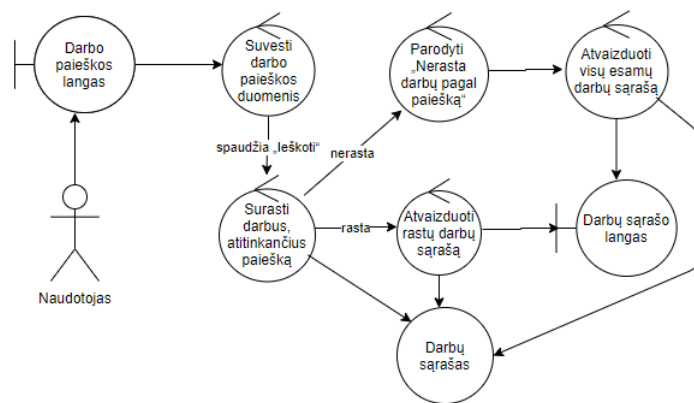 Darbo
paieškos
langas
Suvesti
darbo
paieškos
duomenis
Parodyti
„Nerasta
darbų pagal
paiešką“
Atvaizduoti
visų esamų
darbų sąrašą
spaudžia „Ieškoti“
nerasta
Surasti
darbus,
atitinkančius
paiešką
rasta
Atvaizduoti
rastų darbų
sąrašą
Darbų sąrašo
langas
Naudotojas
Darbų
sąrašas